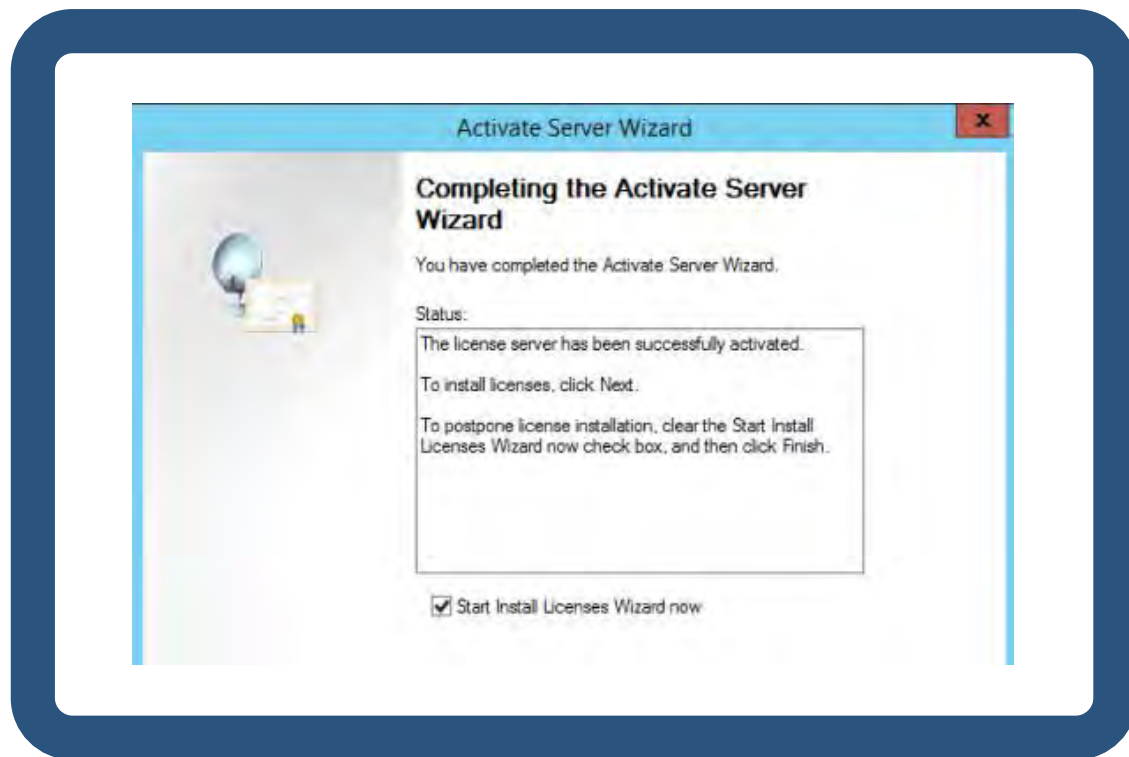 Activate Server Wizard
x
Completing the Activate Server
Wizard
You have completed the Activate Server Wizard.
Status:
The license server has been successfully activated.
To install licenses, click Next.
To postpone license installation, clear the Start Install
Licenses Wizard now check box, and then click Finish.
Start Install Licenses Wizard now